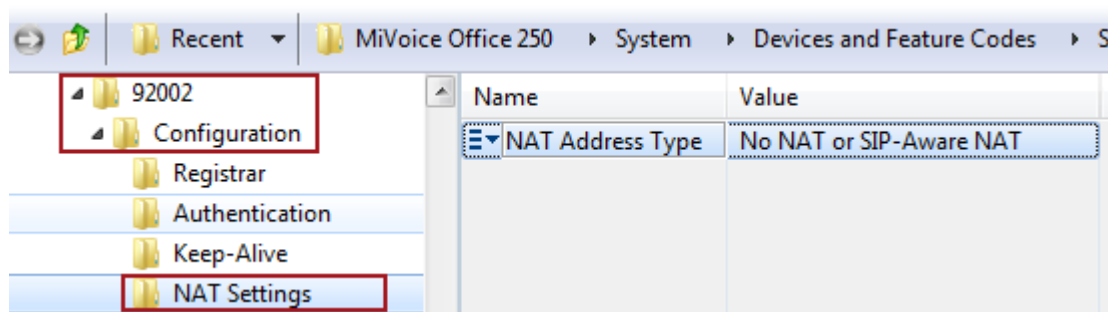 Recent MiVoice Office 250 System Devices and Feature Codes S
92002
Configuration
Registrar
Authentication
Keep-Alive
NAT Settings
Name Value
NAT Address Type No NAT or SIP-Aware NAT